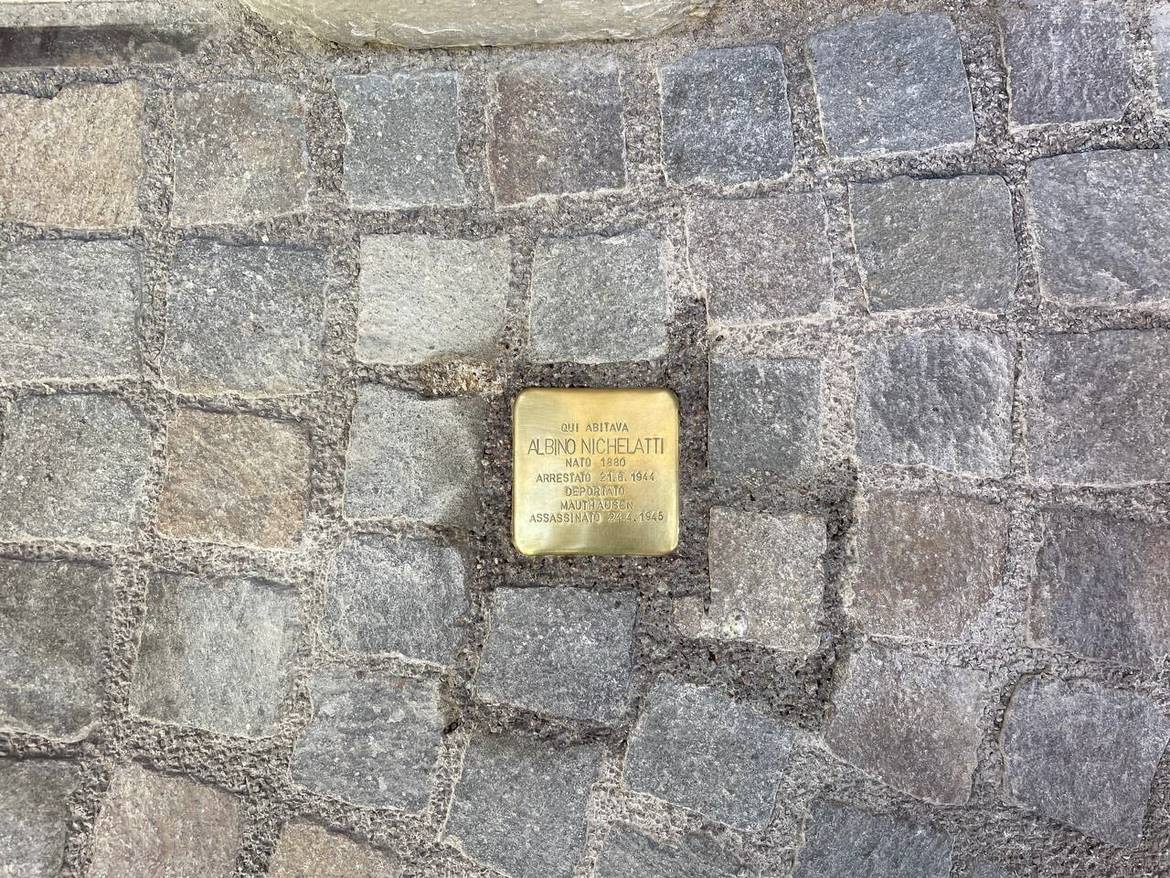 QUI ABITAVA
ALBINO NICHELATTI
NATO 1880
ARRESTATO 21.8.1944
DEPORTATO
MAUTHAUSEN
ASSASSINATO 24.4.1945